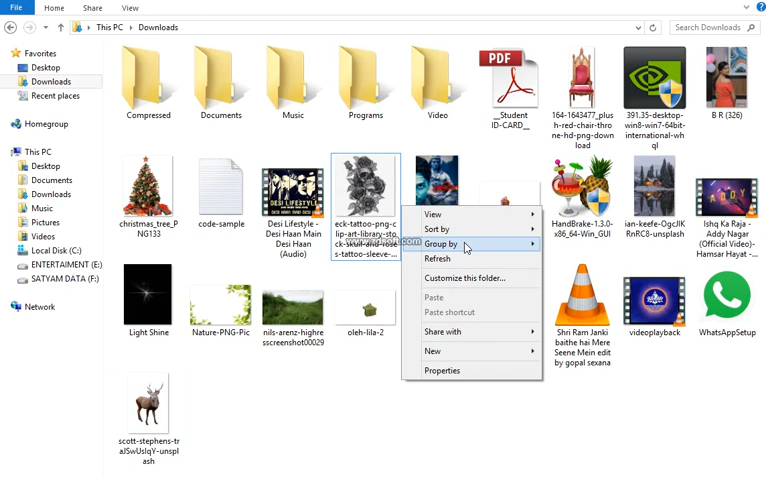 File Home Share View
This PC Downloads
Search Downloads
Favorites
Desktop
Downloads
Recent places
Homegroup
This PC
Desktop
Documents
Downloads
Music
Pictures
Videos
Local Disk (C:)
ENTERTAIMENT (E:)
SATYAM DATA (F:)
Network
Compressed
Documents
Music
Programs
Video
PDF
__Student
ID-CARD__
164-1643477_plus
h-red-chair-thro
ne-hd-png-down
load
391.35-desktop-
win8-win7-64bit-
international-w
hql
B R (326)
christmas_tree_P
NG133
code-sample
DESI LIFESTYLE
Desi Lifestyle -
Desi Haan Main
Desi Haan
(Audio)
eck-tattoo-png-c
lip-art-library-sto
ck-skull-and-rose
s-tattoo-sleeve-...
HandBrake-1.3.0-
x86_64-Win_GUI
ian-keefe-OgcJIK
RnRC8-unsplash
ADDY
Ishq Ka Raja -
Addy Nagar
(Official Video)-
Hamsar Hayat-...
View
Sort by
Group by
Refresh
Customize this folder...
Paste
Paste shortcut
Share with
New
Properties
Light Shine
Nature-PNG-Pic
nils-arenz-highre
sscreenshot00029
oleh-lila-2
Shri Ram Janki
baithe hai Mere
Seene Mein edit
by gopal sexana
videoplayback
WhatsAppSetup
scott-stephens-tr
aJSwUsIqY-unspl
ash